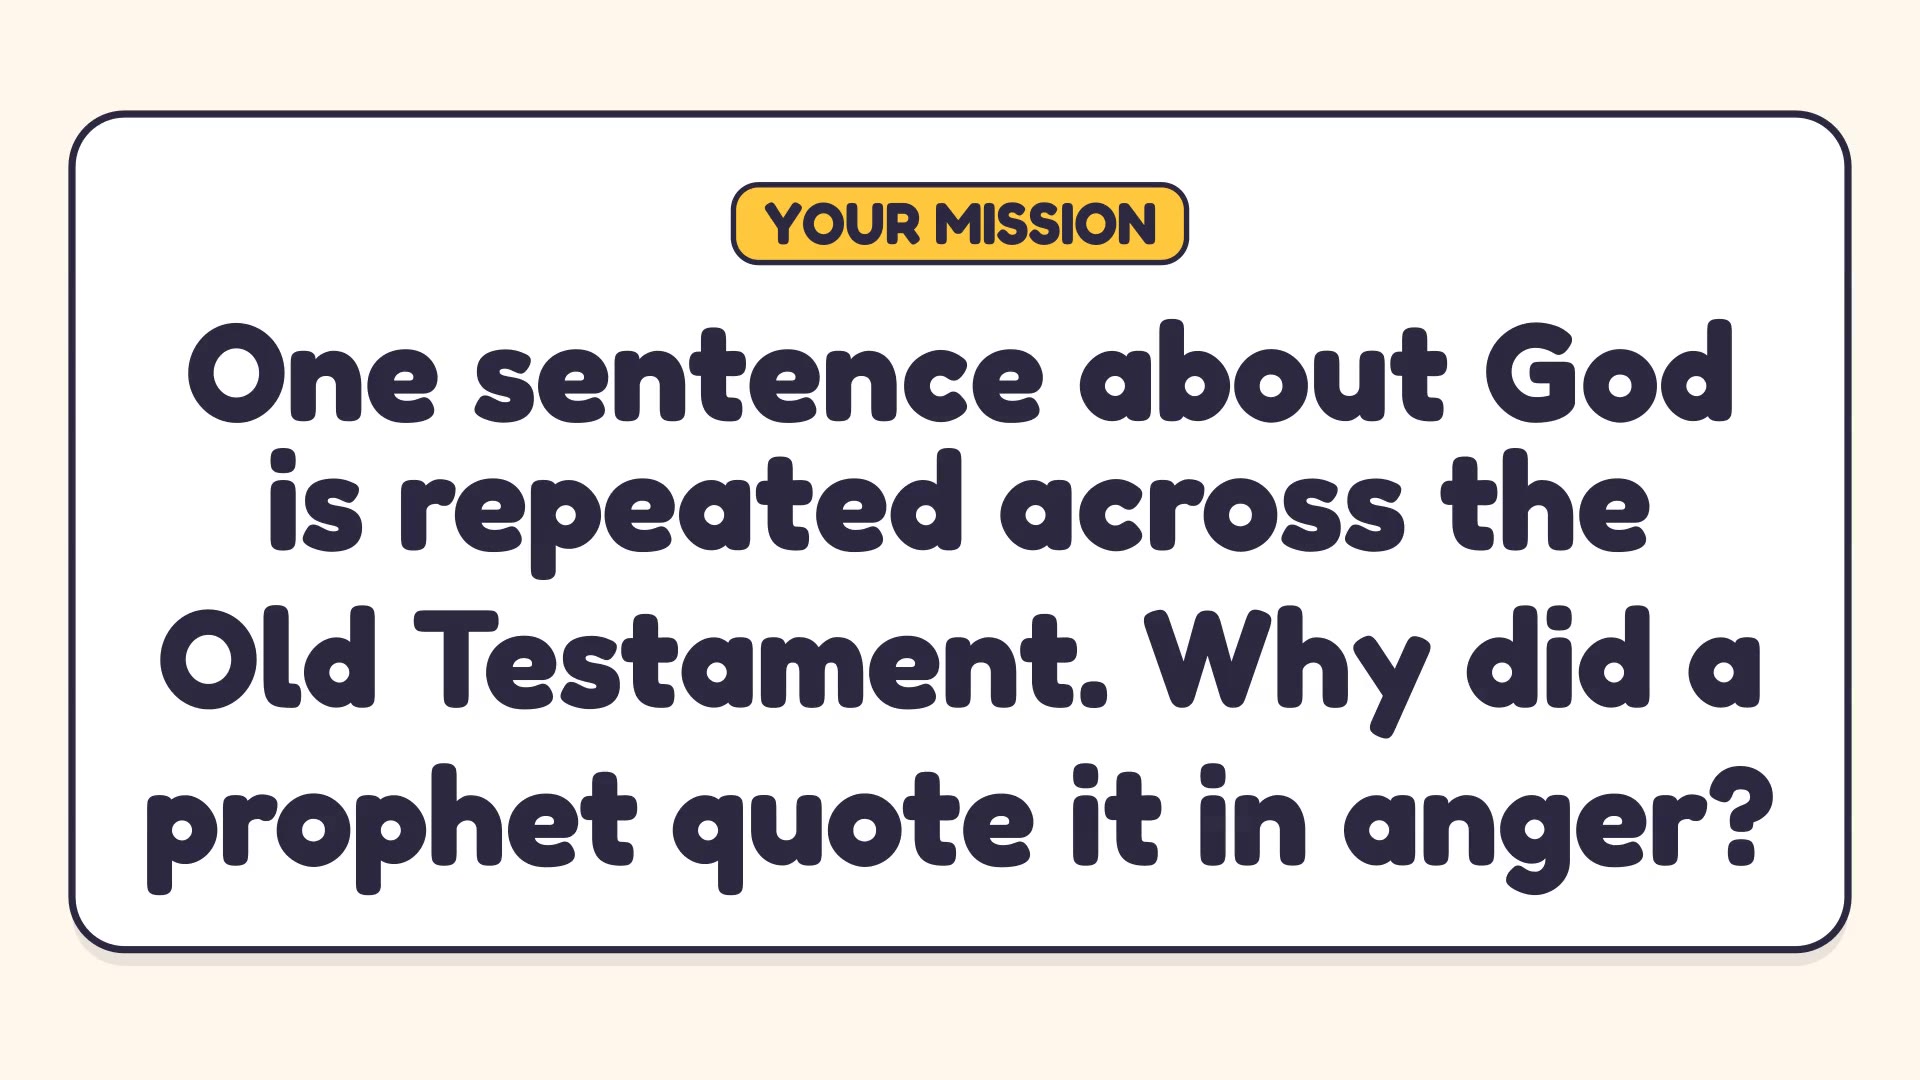 YOUR MISSION
One sentence about God
is repeated across the
Old Testament. Why did a
prophet quote it in anger?